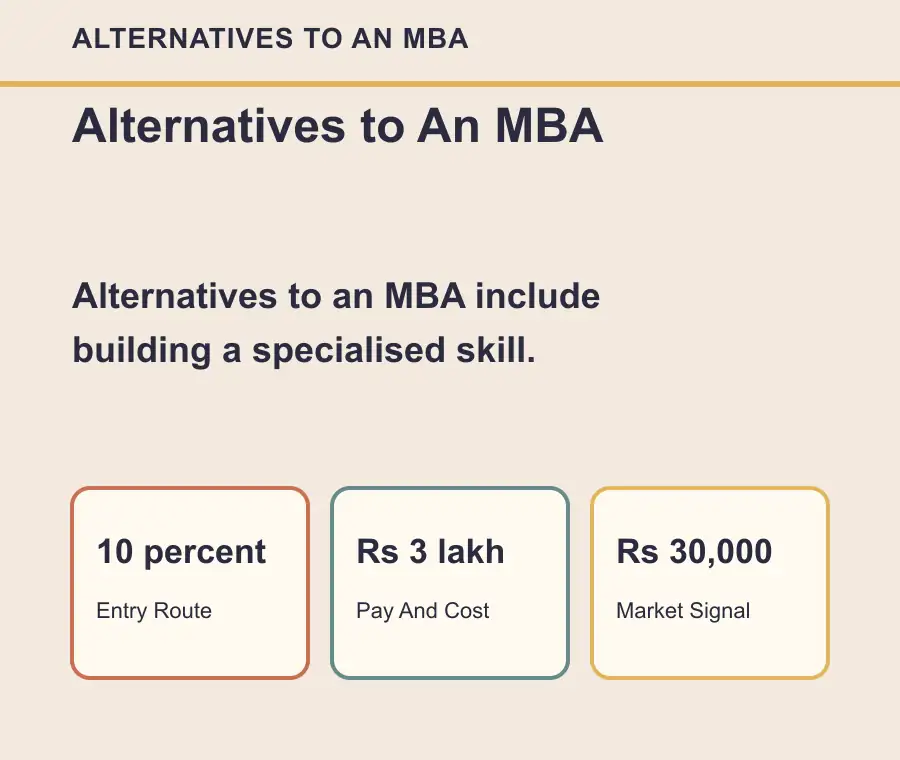 ALTERNATIVES TO AN MBA
Alternatives to An MBA
Alternatives to an MBA include
building a specialised skill.
10 percent
Entry Route
Rs 3 lakh
Pay And Cost
Rs 30,000
Market Signal